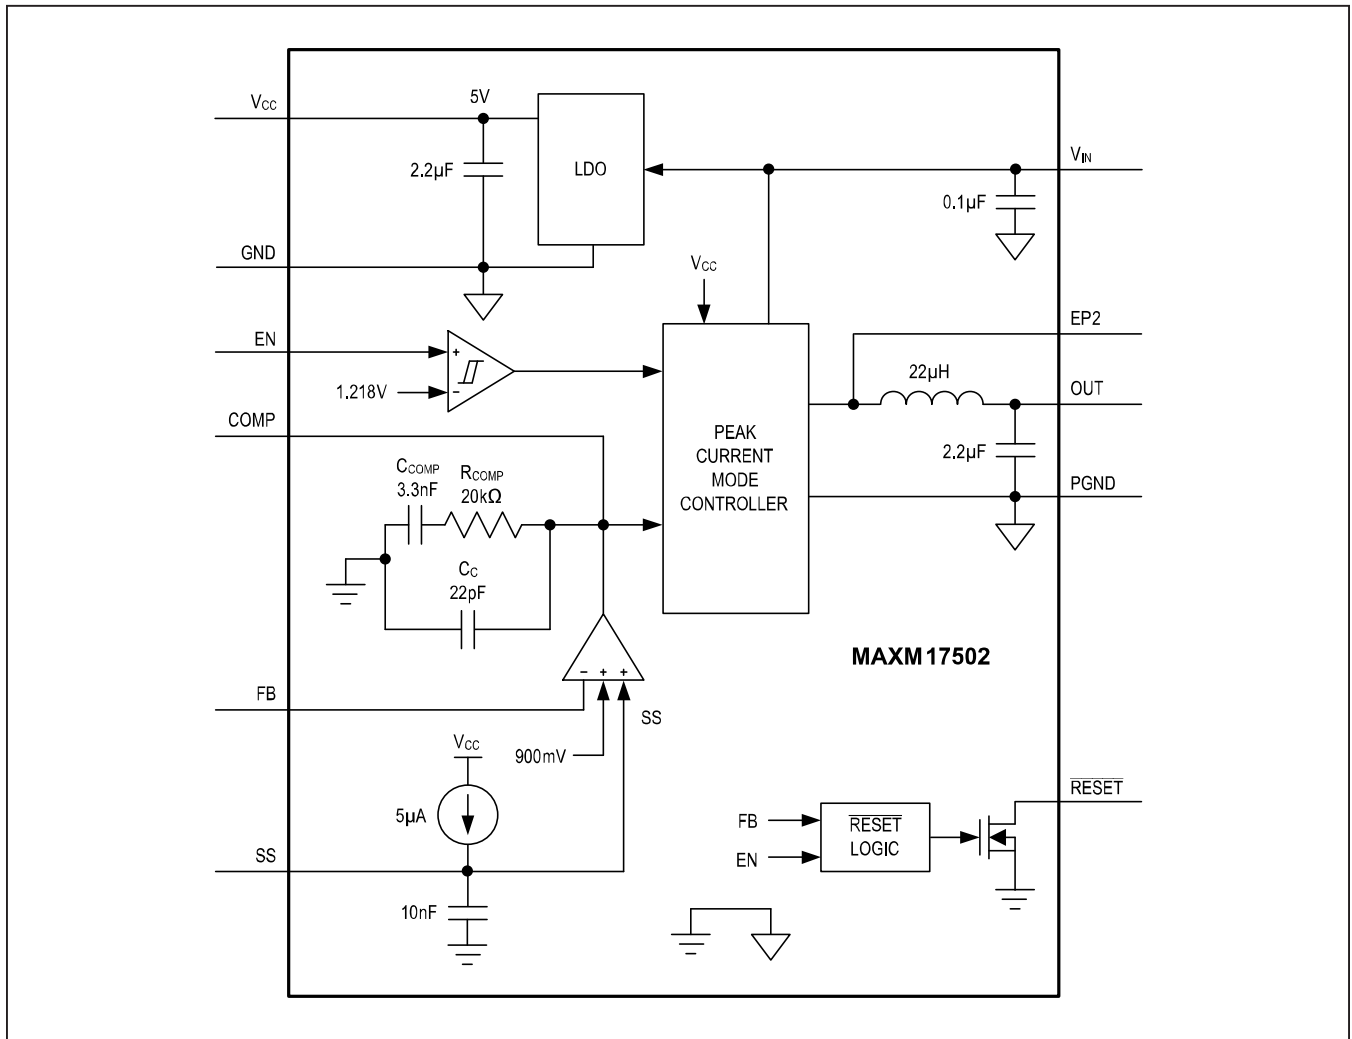 VCC
5V
2.2µF
LDO
VIN
0.1µF
GND
VCC
EP2
EN
+
−
1.218V
22µH
OUT
COMP
PEAK
CURRENT
MODE
CONTROLLER
2.2µF
PGND
CCOMP
3.3nF
RCOMP
20kΩ
CC
22pF
MAXM17502
− + +
FB
SS
900mV
VCC
5µA
RESET
FB
EN
RESET
LOGIC
SS
10nF